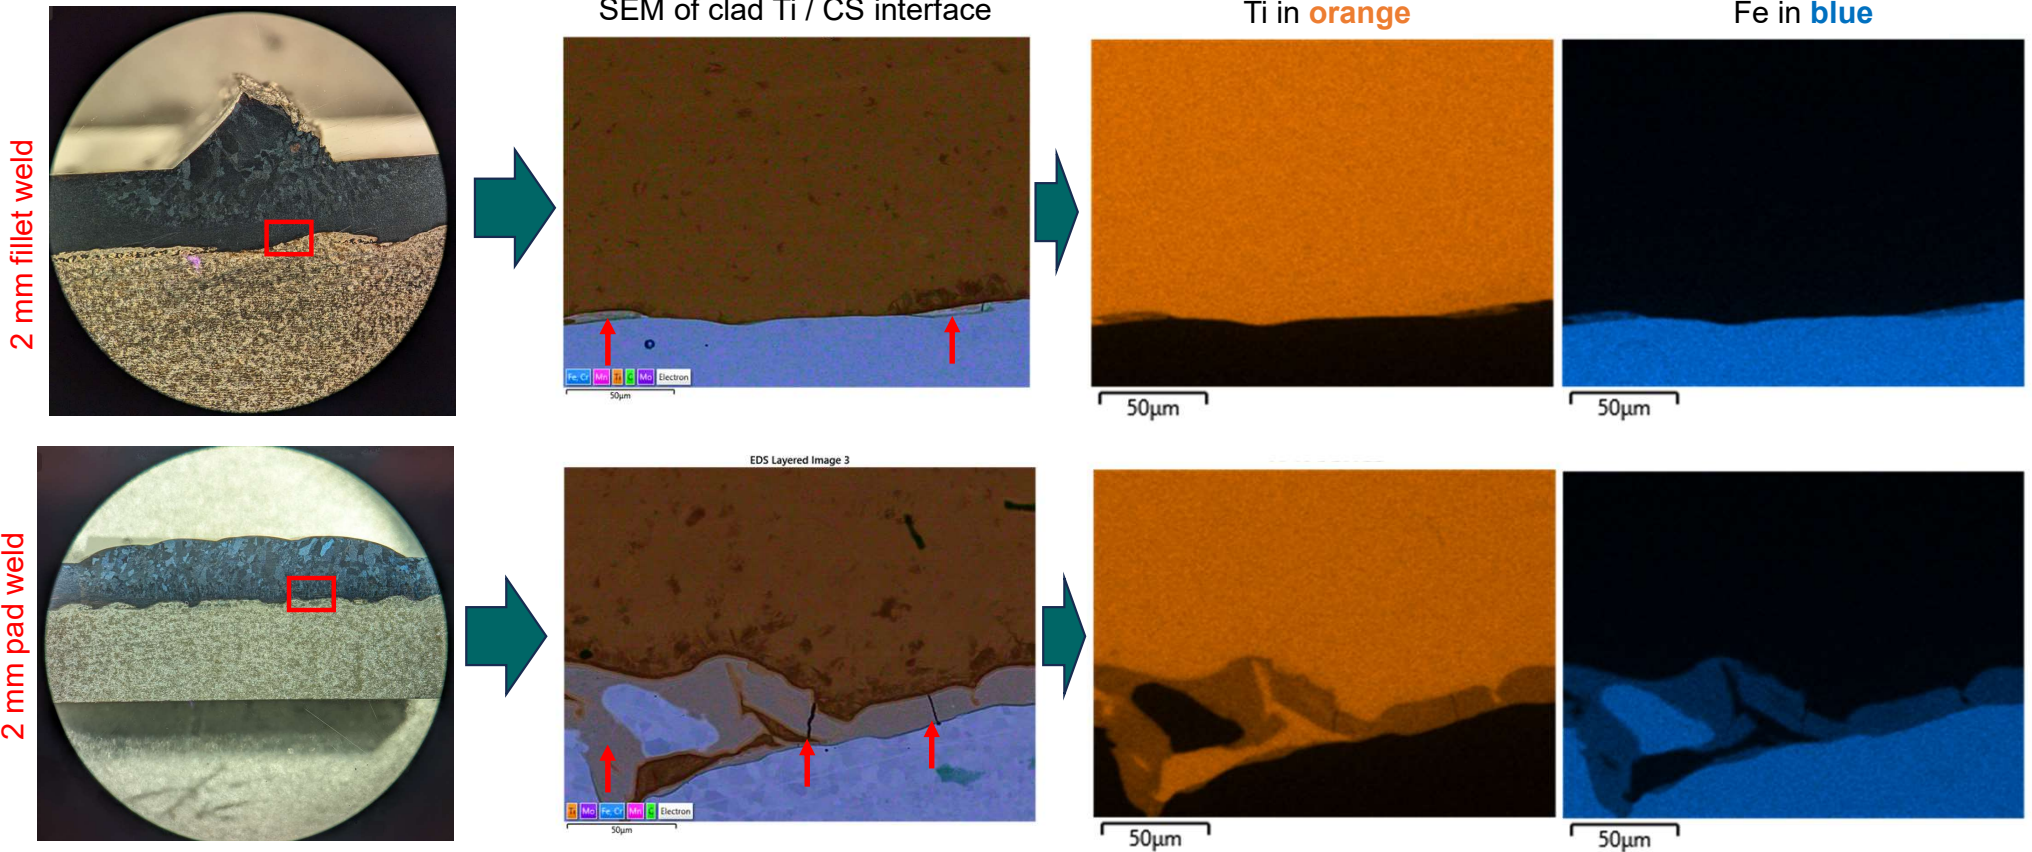 SEM of clad Ti / CS interface
Ti in orange
Fe in blue
2 mm fillet weld
Fe, Cr Mn Ti C Mo Electron
50µm
50µm
50µm
EDS Layered Image 3
2 mm pad weld
Ti Mo Fe, Cr Mn C Electron
50µm
50µm
50µm